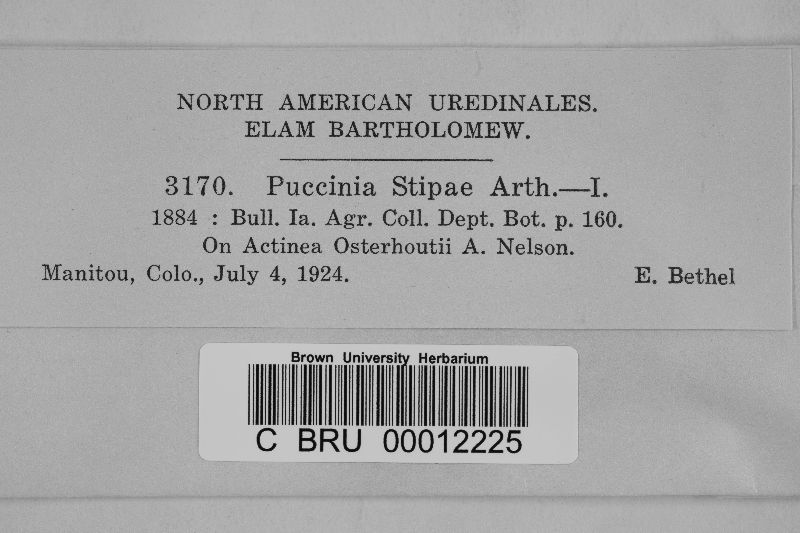 NORTH AMERICAN UREDINALES.
ELAM BARTHOLOMEW.
3170. Puccinia Stipae Arth.—I.
1884 : Bull. Ia. Agr. Coll. Dept. Bot. p. 160.
On Actinea Osterhoutii A. Nelson.
Manitou, Colo., July 4, 1924. E. Bethel
Brown University Herbarium
C BRU 00012225